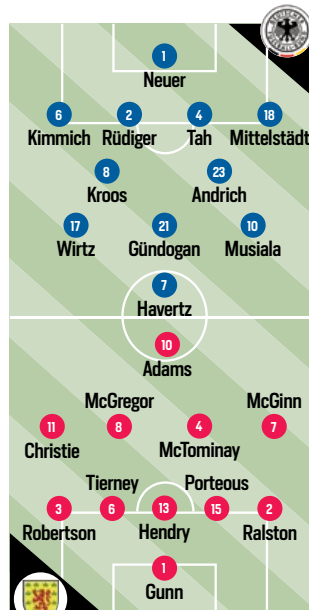 1
Neuer
6 2 4 18
Kimmich Rüdiger Tah Mittelstädt
8 23
Kroos Andrich
17 21 10
Wirtz Gündogan Musiala
7
Havertz
10
Adams
McGregor McGinn
11 8 4 7
Christie McTominay
Tierney Porteous
3 6 13 15 2
Robertson Hendry Ralston
1
Gunn